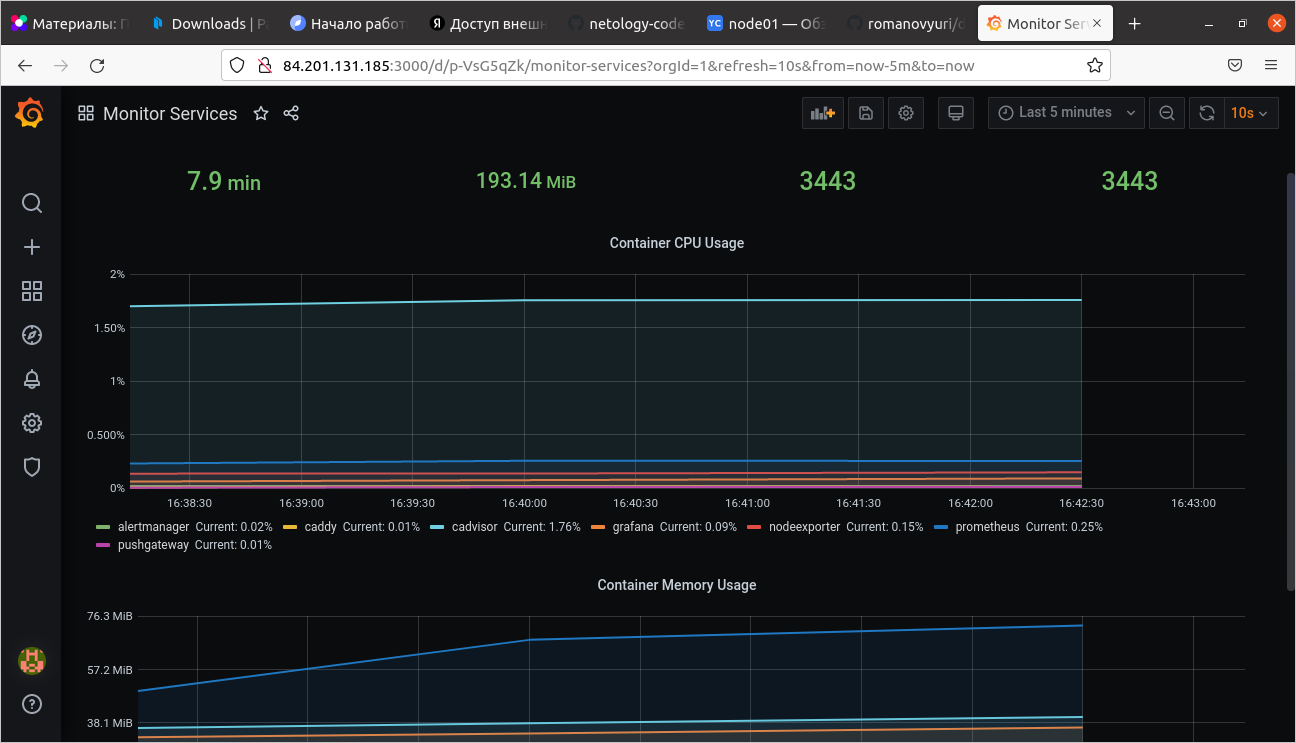 Материалы: П
Downloads | Pa
Начало работ
Доступ внешн
netology-code
YC node01 — Об
romanovyuri/d
Monitor Ser
84.201.131.185:3000/d/p-VsG5qZk/monitor-services?orgId=1&refresh=10s&from=now-5m&to=now
Monitor Services
Last 5 minutes
10s
7.9 min
193.14 MiB
3443
3443
Container CPU Usage
2%
1.50%
1%
0.500%
0%
16:38:30 16:39:00 16:39:30 16:40:00 16:40:30 16:41:00 16:41:30 16:42:00 16:42:30 16:43:00
alertmanager Current: 0.02% caddy Current: 0.01% cadvisor Current: 1.76% grafana Current: 0.09% nodeexporter Current: 0.15% prometheus Current: 0.25%
pushgateway Current: 0.01%
Container Memory Usage
76.3 MiB
57.2 MiB
38.1 MiB